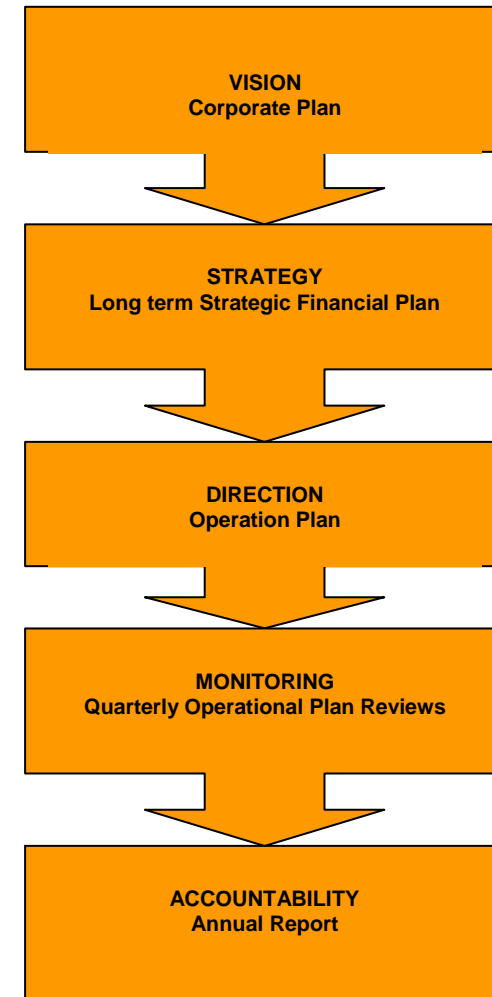 VISION
Corporate Plan
STRATEGY
Long term Strategic Financial Plan
DIRECTION
Operation Plan
MONITORING
Quarterly Operational Plan Reviews
ACCOUNTABILITY
Annual Report